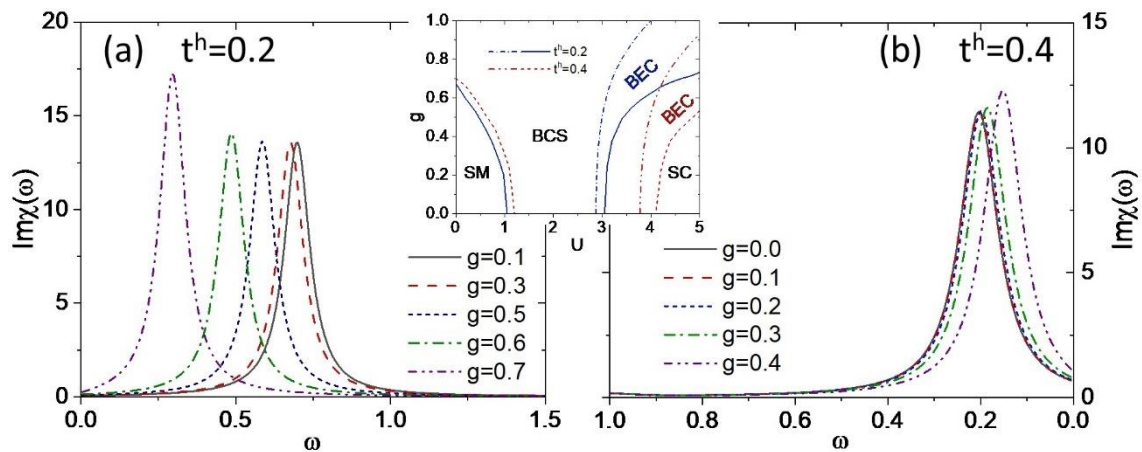 (a) t^h=0.2
20
15
10
5
0
Imχ(ω)
0.0 0.5 1.0 1.5
ω
g=0.1
g=0.3
g=0.5
g=0.6
g=0.7
1.0
0.8
0.6
0.4
0.2
0.0
g
t^h=0.2
t^h=0.4
BEC
BEC
BCS
SM
SC
0 1 2 3 4 5
U
(b) t^h=0.4
15
10
5
0
Imχ(ω)
g=0.0
g=0.1
g=0.2
g=0.3
g=0.4
1.0 0.8 0.6 0.4 0.2 0.0
ω